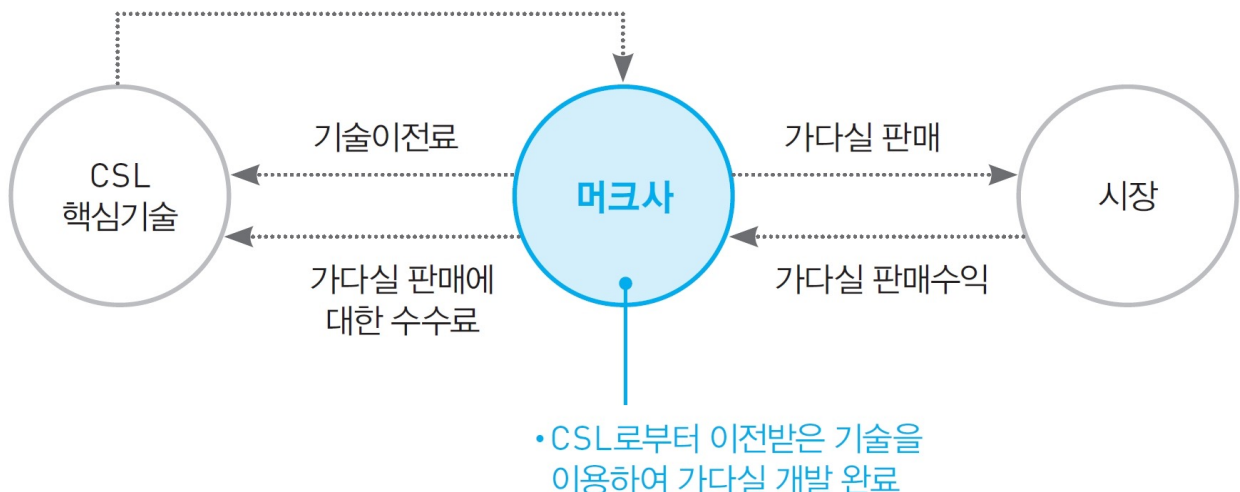 CSL
핵심기술
기술이전료
가다실 판매에
대한 수수료
머크사
가다실 판매
가다실 판매수익
시장
• CSL로부터 이전받은 기술을
이용하여 가다실 개발 완료